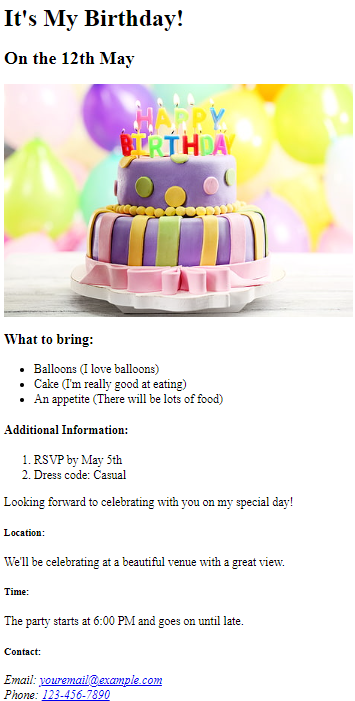 It's My Birthday!
On the 12th May
HAPPY
BIRTHDAY
What to bring:
• Balloons (I love balloons)
• Cake (I'm really good at eating)
• An appetite (There will be lots of food)
Additional Information:
1. RSVP by May 5th
2. Dress code: Casual
Looking forward to celebrating with you on my special day!
Location:
We'll be celebrating at a beautiful venue with a great view.
Time:
The party starts at 6:00 PM and goes on until late.
Contact:
Email: youremail@example.com
Phone: 123-456-7890